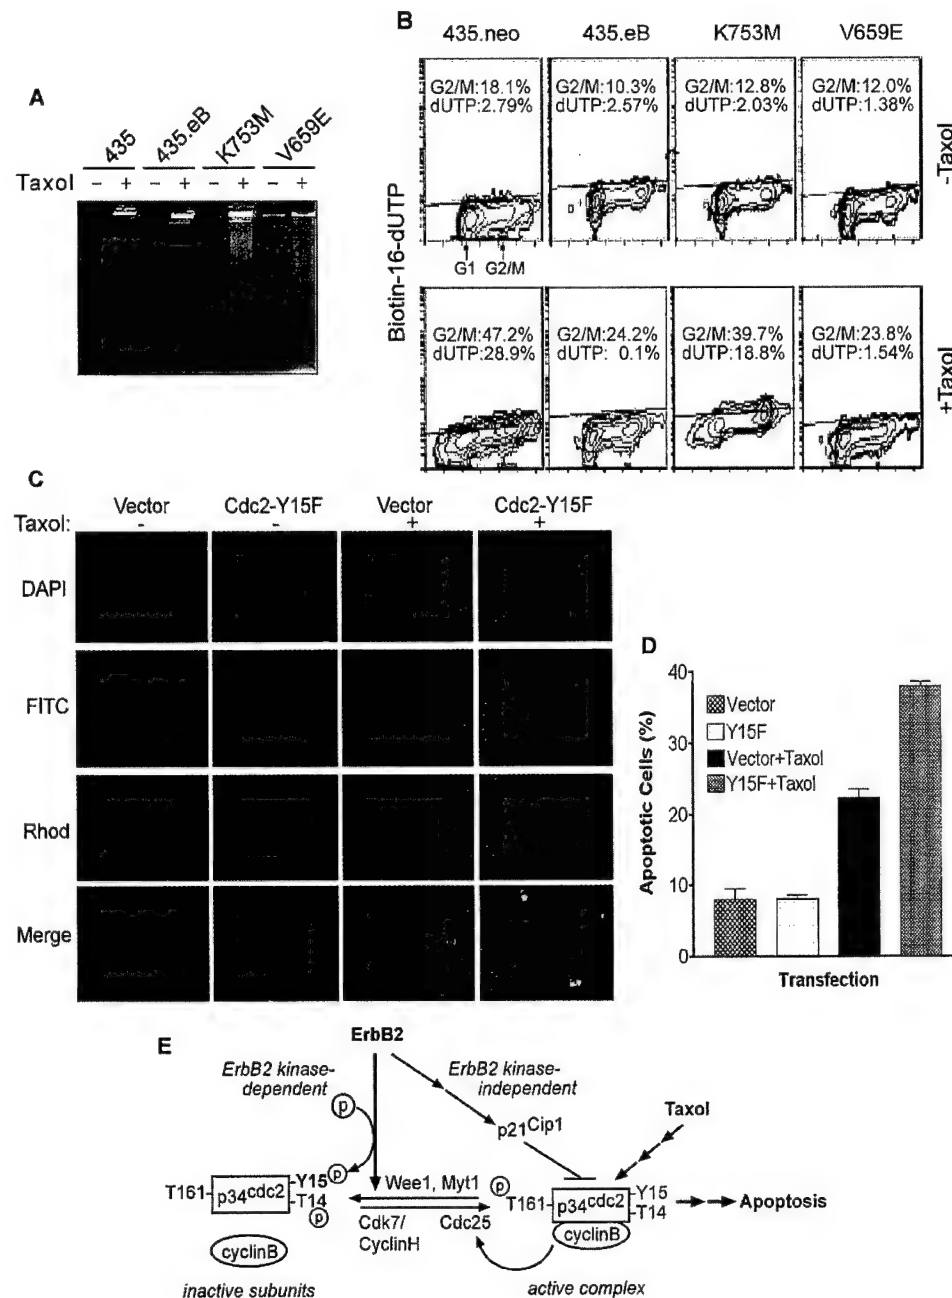 A
435 435.eB K753M V659E
Taxol - + - + - + - +
B
435.neo 435.eB K753M V659E
G2/M:18.1% G2/M:10.3% G2/M:12.8% G2/M:12.0%
dUTP:2.79% dUTP:2.57% dUTP:2.03% dUTP:1.38%
-Taxol
G1 G2/M
Biotin-16-dUTP
G2/M:47.2% G2/M:24.2% G2/M:39.7% G2/M:23.8%
dUTP:28.9% dUTP: 0.1% dUTP:18.8% dUTP:1.54%
+Taxol
C
Vector Cdc2-Y15F Vector Cdc2-Y15F
Taxol: - - + +
DAPI
FITC
Rhod
Merge
D
Apoptotic Cells (%)
40
30
20
10
0
Vector
Y15F
Vector+Taxol
Y15F+Taxol
Transfection
E
ErbB2
ErbB2 kinase-
dependent
ErbB2 kinase-
independent
p
p21Cip1
Taxol
T161 p34cdc2 Y15 p
T14
p
Wee1, Myt1
Cdk7/ Cdc25
CyclinH
p
T161 p34cdc2 Y15
T14
Apoptosis
cyclinB
cyclinB
inactive subunits
active complex